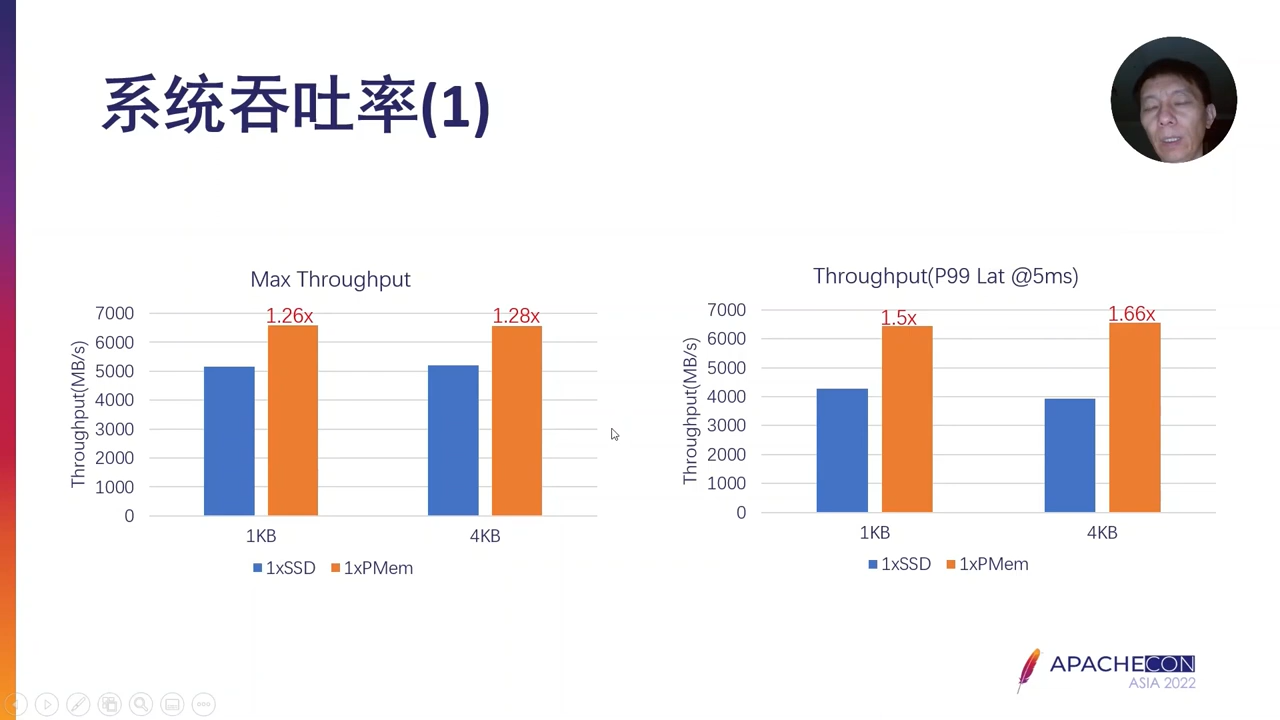 系统吞吐率(1)
Max Throughput
Throughput(MB/s)
7000
6000
5000
4000
3000
2000
1000
0
1.26x
1.28x
1KB
4KB
1xSSD
1xPMem
Throughput(P99 Lat @5ms)
Throughput(MB/s)
7000
6000
5000
4000
3000
2000
1000
0
1.5x
1.66x
1KB
4KB
1xSSD
1xPMem
APACHECON
ASIA 2022